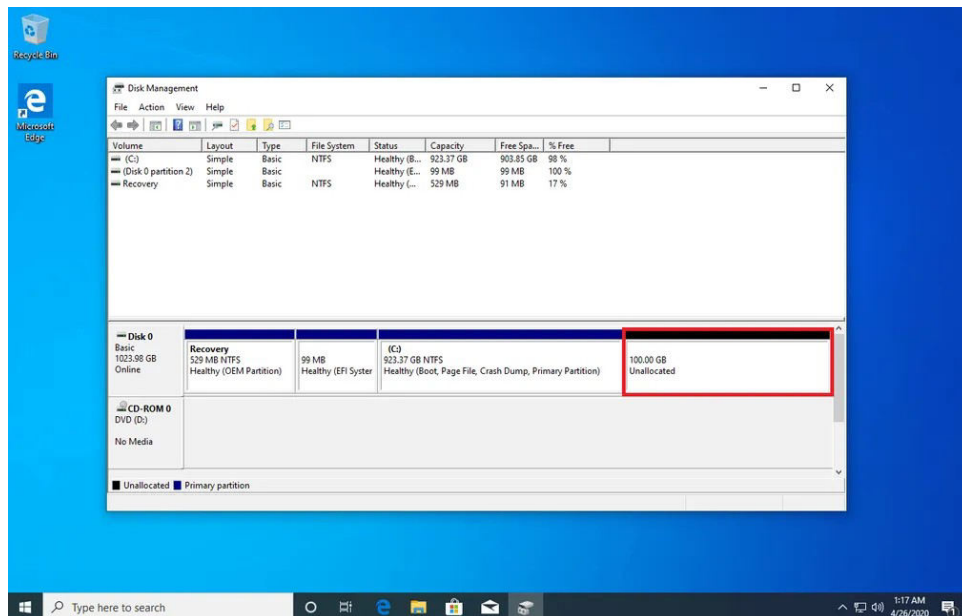 Recycle Bin
Microsoft
Edge
Disk Management
File Action View Help
Volume Layout Type File System Status Capacity Free Spa... % Free
(C:) Simple Basic NTFS Healthy (B... 923.37 GB 903.85 GB 98 %
(Disk 0 partition 2) Simple Basic Healthy (E... 99 MB 99 MB 100 %
Recovery Simple Basic NTFS Healthy (... 529 MB 91 MB 17 %
Disk 0
Basic
1023.98 GB
Online
Recovery
529 MB NTFS
Healthy (OEM Partition)
99 MB
Healthy (EFI Syster
(C:)
923.37 GB NTFS
Healthy (Boot, Page File, Crash Dump, Primary Partition)
100.00 GB
Unallocated
CD-ROM 0
DVD (D:)
No Media
Unallocated Primary partition
Type here to search
1:17 AM
4/26/2020